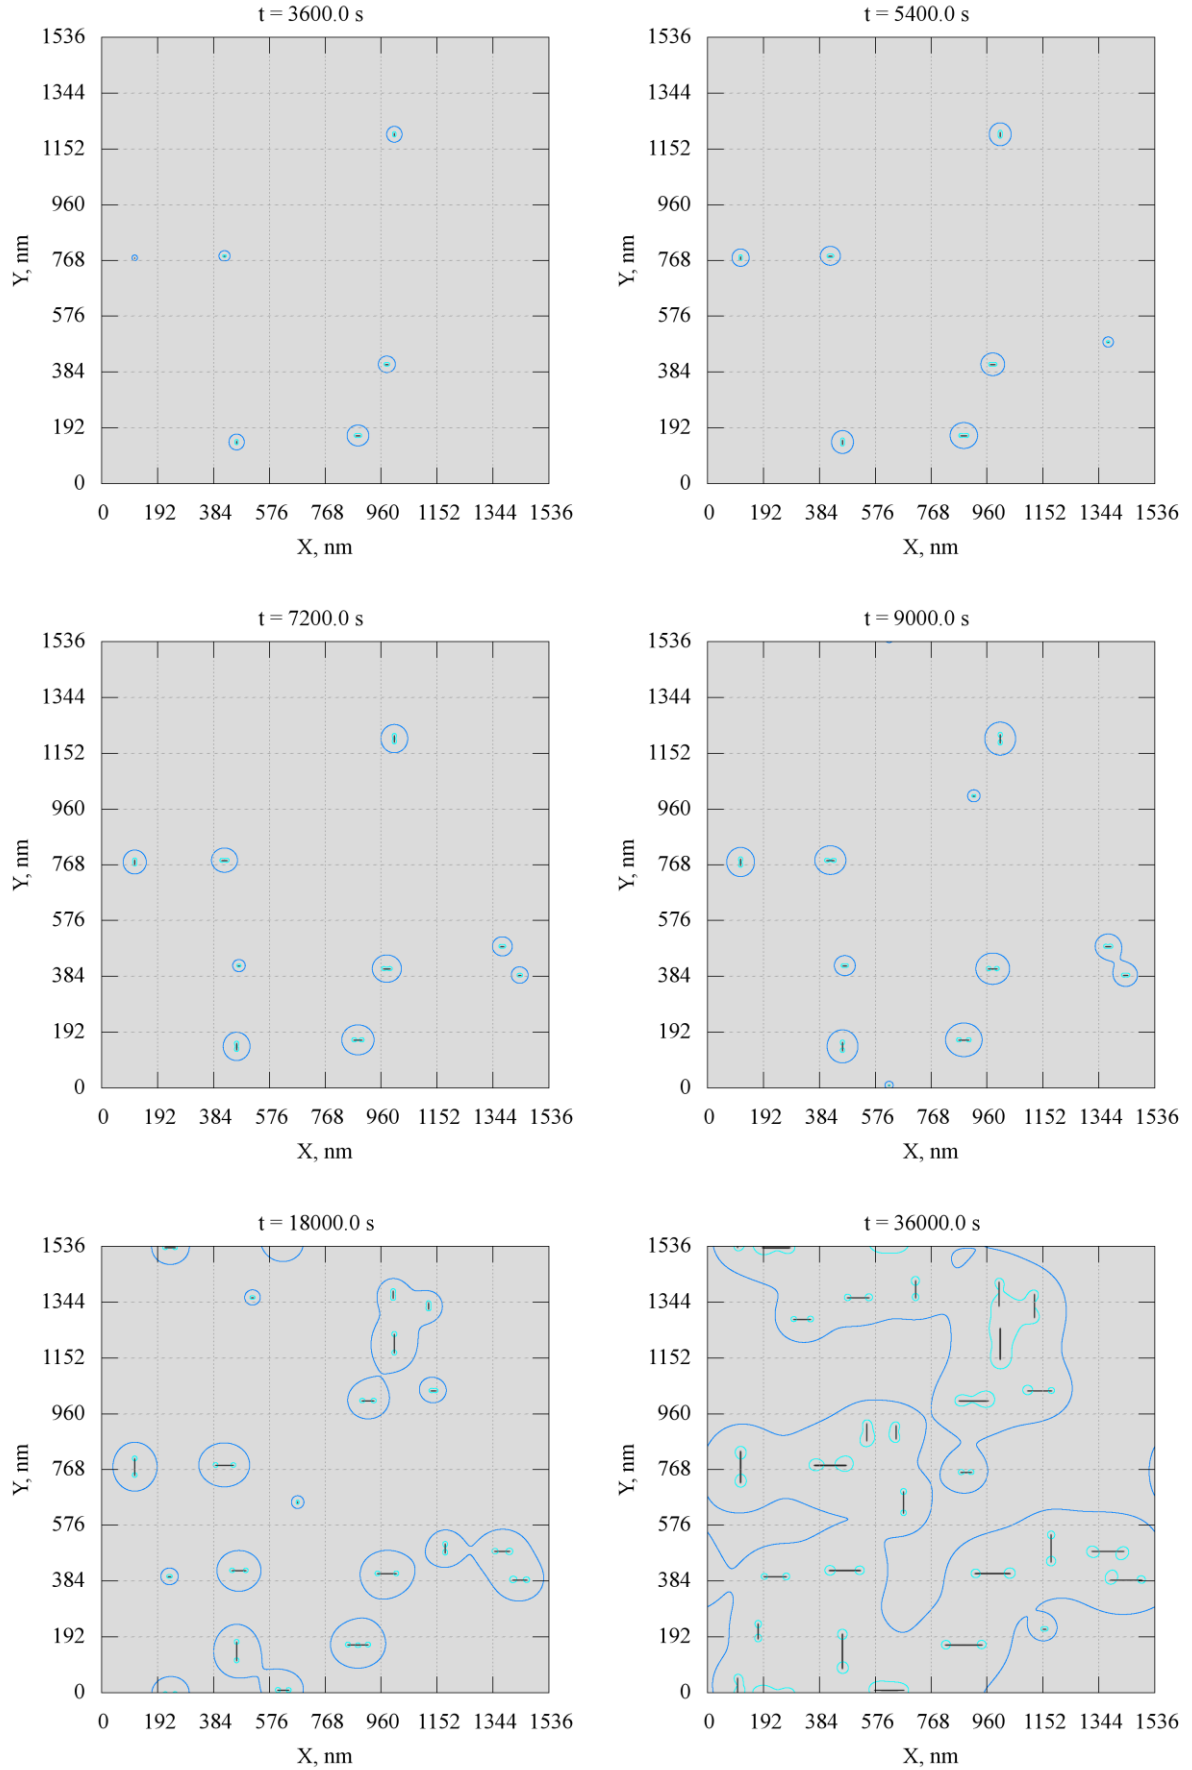 t = 3600.0 s
1536
1344
1152
960
768
576
384
192
0
Y, nm
0 192 384 576 768 960 1152 1344 1536
X, nm
t = 5400.0 s
1536
1344
1152
960
768
576
384
192
0
Y, nm
0 192 384 576 768 960 1152 1344 1536
X, nm
t = 7200.0 s
1536
1344
1152
960
768
576
384
192
0
Y, nm
0 192 384 576 768 960 1152 1344 1536
X, nm
t = 9000.0 s
1536
1344
1152
960
768
576
384
192
0
Y, nm
0 192 384 576 768 960 1152 1344 1536
X, nm
t = 18000.0 s
1536
1344
1152
960
768
576
384
192
0
Y, nm
0 192 384 576 768 960 1152 1344 1536
X, nm
t = 36000.0 s
1536
1344
1152
960
768
576
384
192
0
Y, nm
0 192 384 576 768 960 1152 1344 1536
X, nm